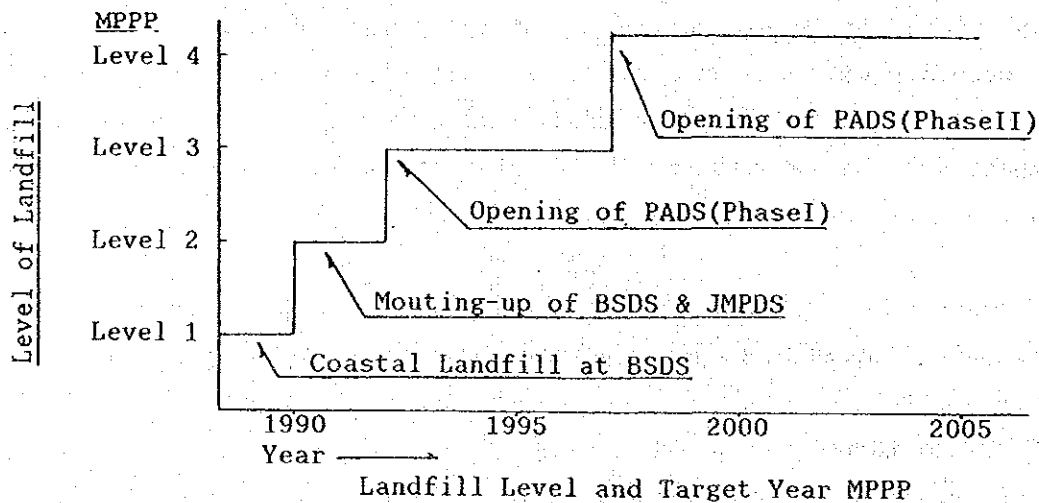 MPPP
Level 4
Opening of PADS(PhaseII)
Level 3
Opening of PADS(PhaseI)
Level 2
Mouting-up of BSDS & JMPDS
Level 1
Coastal Landfill at BSDS
Level of Landfill
1990 1995 2000 2005
Year
Landfill Level and Target Year MPPP